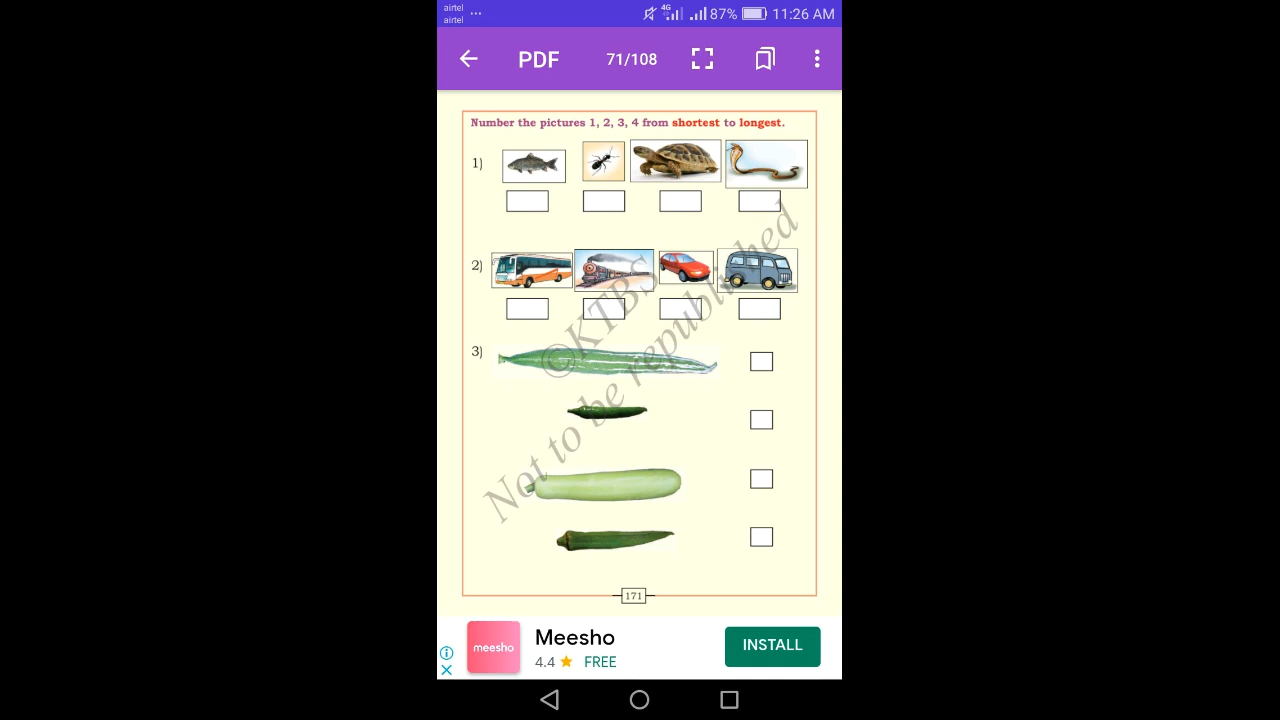 airtel
airtel
4G
87%
11:26 AM
PDF
71/108
Number the pictures 1, 2, 3, 4 from shortest to longest.
1)
2)
3)
©KTBS
Not to be republished
171
meesho
Meesho
4.4 ★ FREE
INSTALL